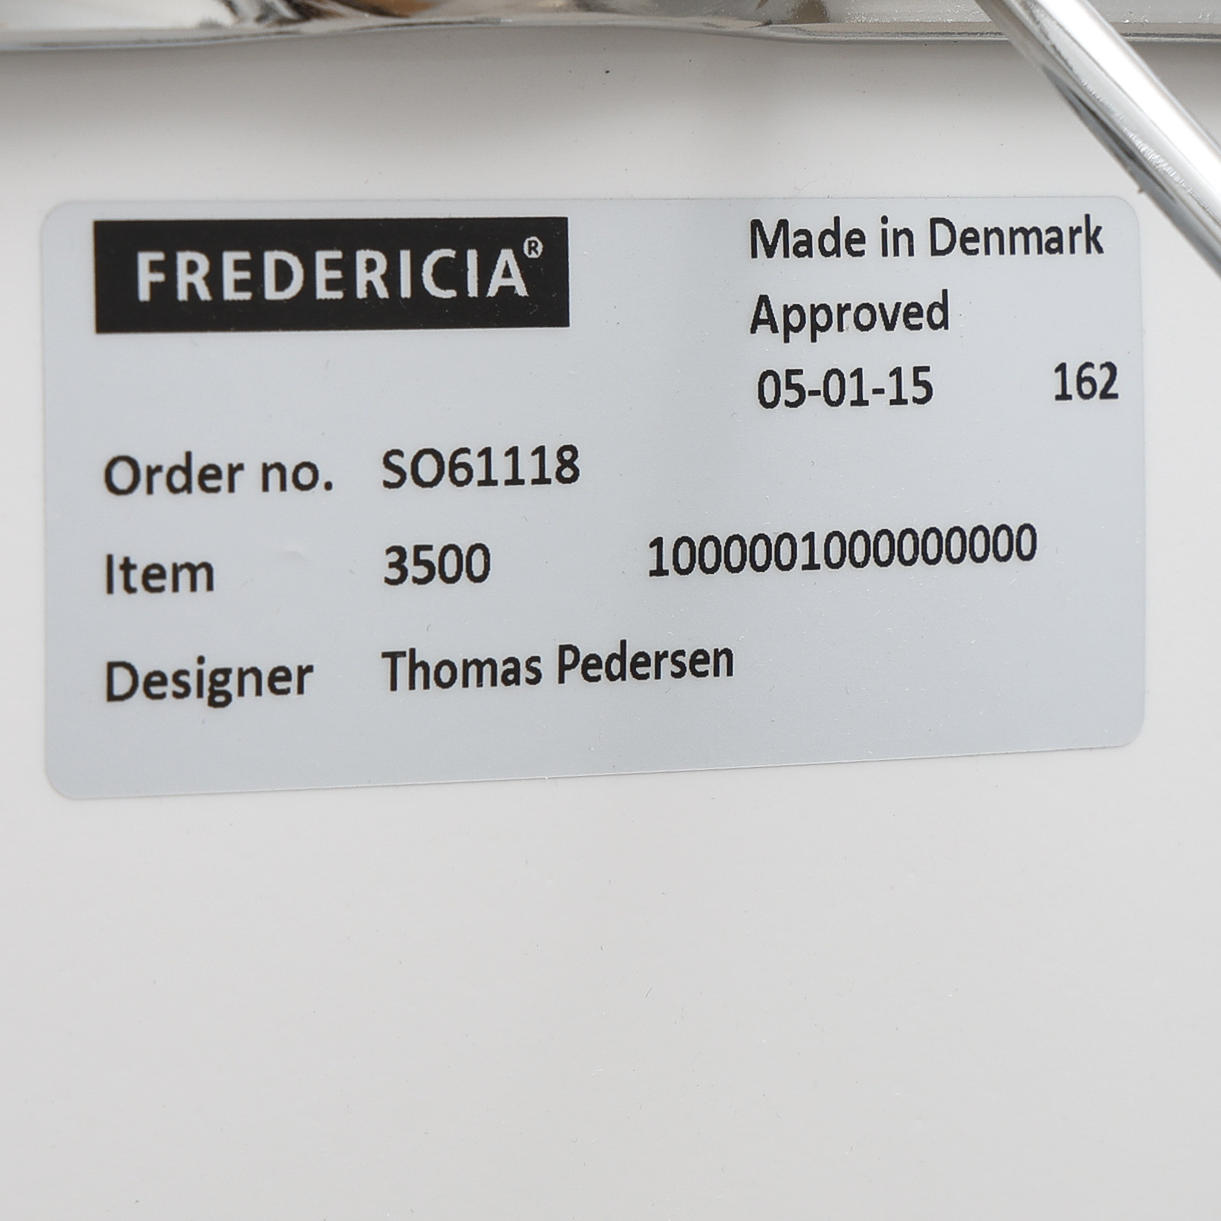 FREDERICIA®
Made in Denmark
Approved
05-01-15 162
Order no. SO61118
Item 3500 1000001000000000
Designer Thomas Pedersen